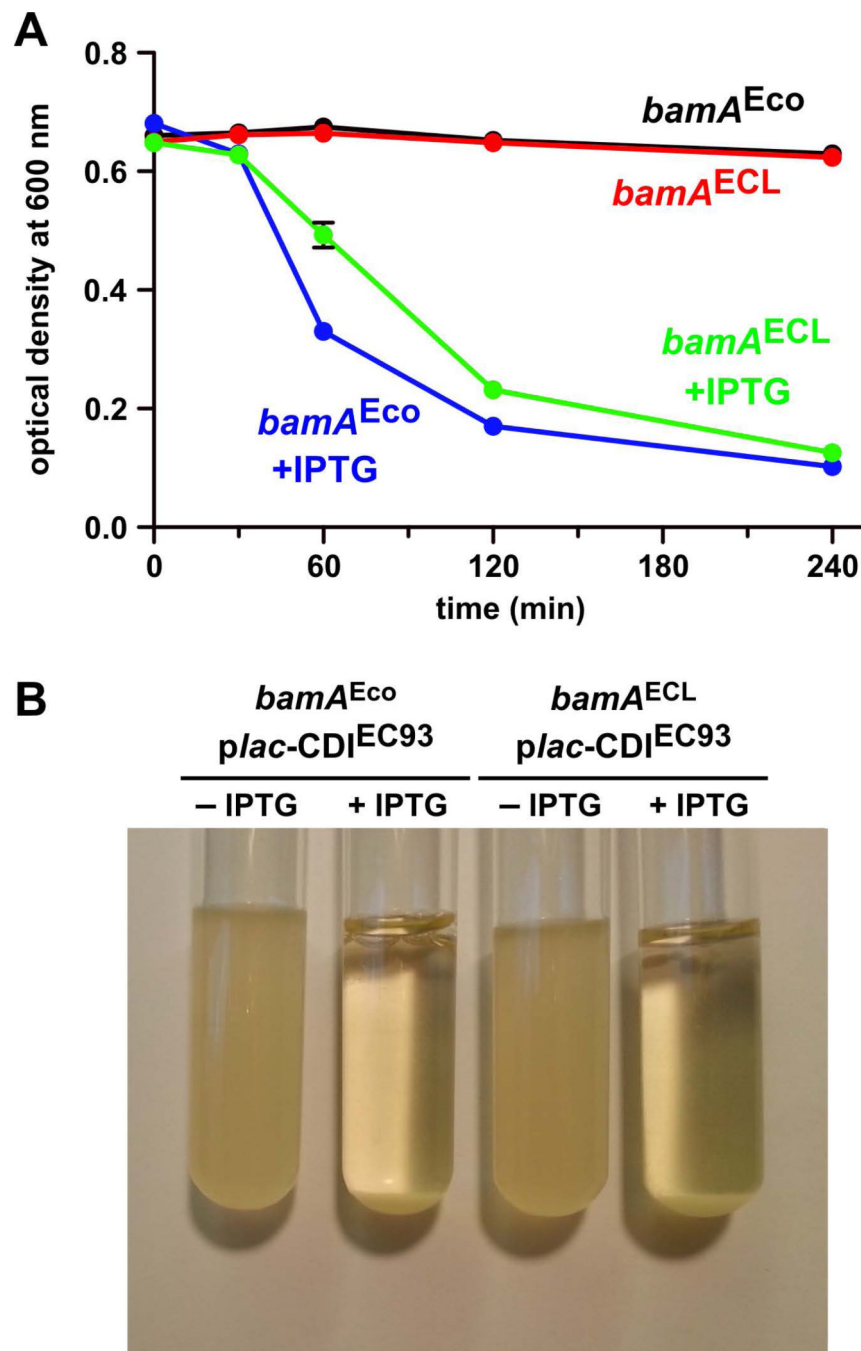 A
0.8
0.6
0.4
0.2
0.0
optical density at 600 nm
bamA^Eco
bamA^ECL
bamA^ECL
+IPTG
bamA^Eco
+IPTG
0 60 120 180 240
time (min)
B
bamA^Eco bamA^ECL
plac-CDI^EC93 plac-CDI^EC93
– IPTG + IPTG – IPTG + IPTG